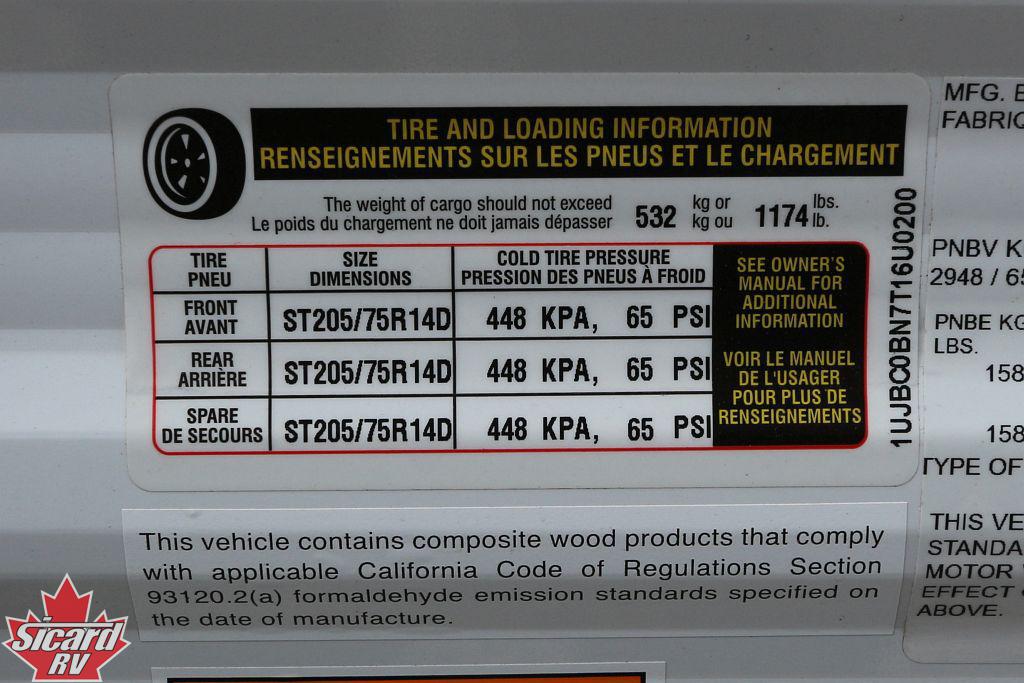 TIRE AND LOADING INFORMATION
RENSEIGNEMENTS SUR LES PNEUS ET LE CHARGEMENT
The weight of cargo should not exceed 532 kg or 1174 lbs.
Le poids du chargement ne doit jamais dépasser kg ou lb.
TIRE SIZE COLD TIRE PRESSURE
PNEU DIMENSIONS PRESSION DES PNEUS À FROID
FRONT
AVANT ST205/75R14D 448 KPA, 65 PSI
REAR
ARRIÈRE ST205/75R14D 448 KPA, 65 PSI
SPARE
DE SECOURS ST205/75R14D 448 KPA, 65 PSI
SEE OWNER'S
MANUAL FOR
ADDITIONAL
INFORMATION
VOIR LE MANUEL
DE L'USAGER
POUR PLUS DE
RENSEIGNEMENTS
1UJBC0BN7T16U0200
This vehicle contains composite wood products that comply
with applicable California Code of Regulations Section
93120.2(a) formaldehyde emission standards specified on
the date of manufacture.
MFG.
PNBV
2948 /
PNBE
LBS.
TYPE OF
THIS
MOTOR
EFFECT
ABOVE.
Sicard
RV